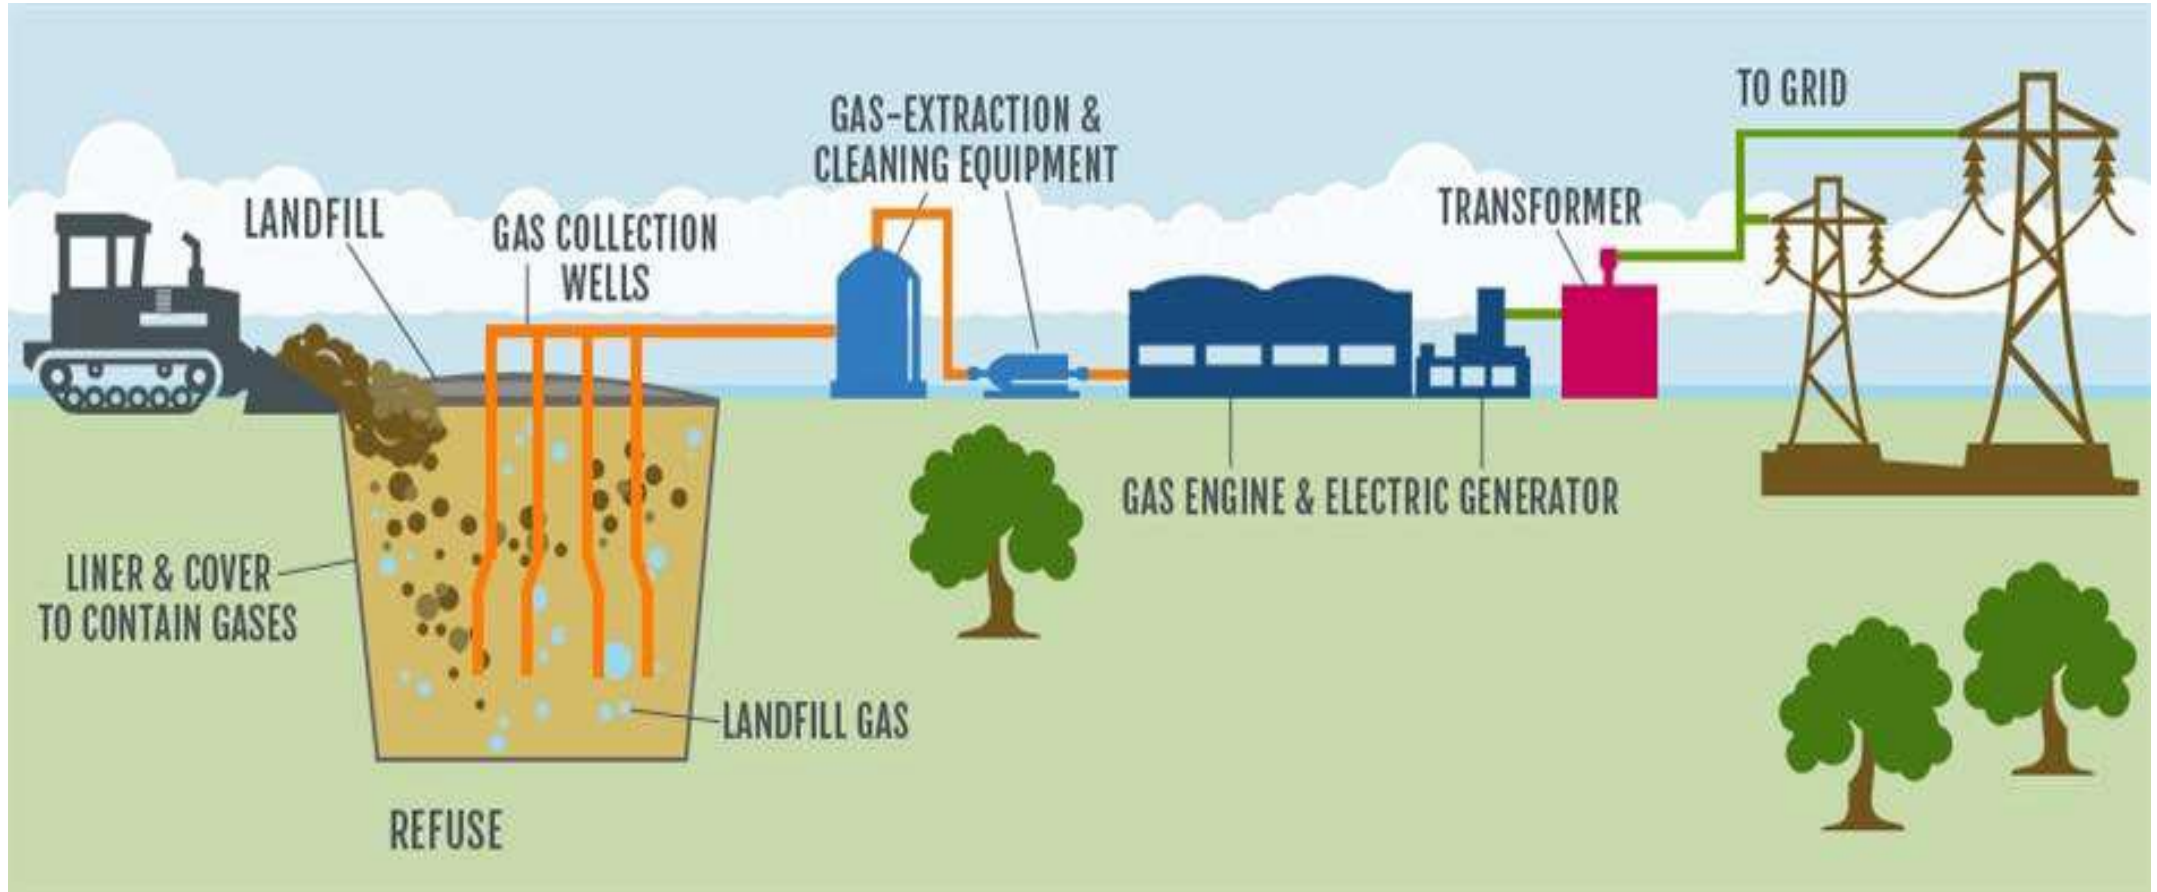 TO GRID
GAS-EXTRACTION &
CLEANING EQUIPMENT
TRANSFORMER
LANDFILL
GAS COLLECTION
WELLS
GAS ENGINE & ELECTRIC GENERATOR
LINER & COVER
TO CONTAIN GASES
LANDFILL GAS
REFUSE